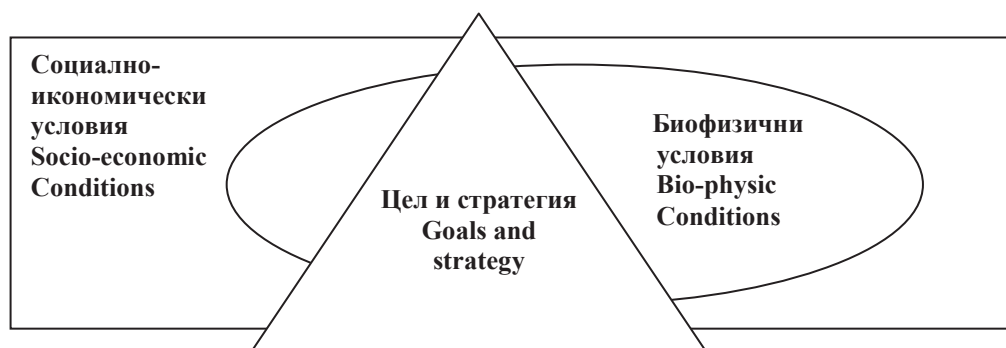 Социално-
икономически
условия
Socio-economic
Conditions
Цел и стратегия
Goals and
strategy
Биофизични
условия
Bio-physic
Conditions